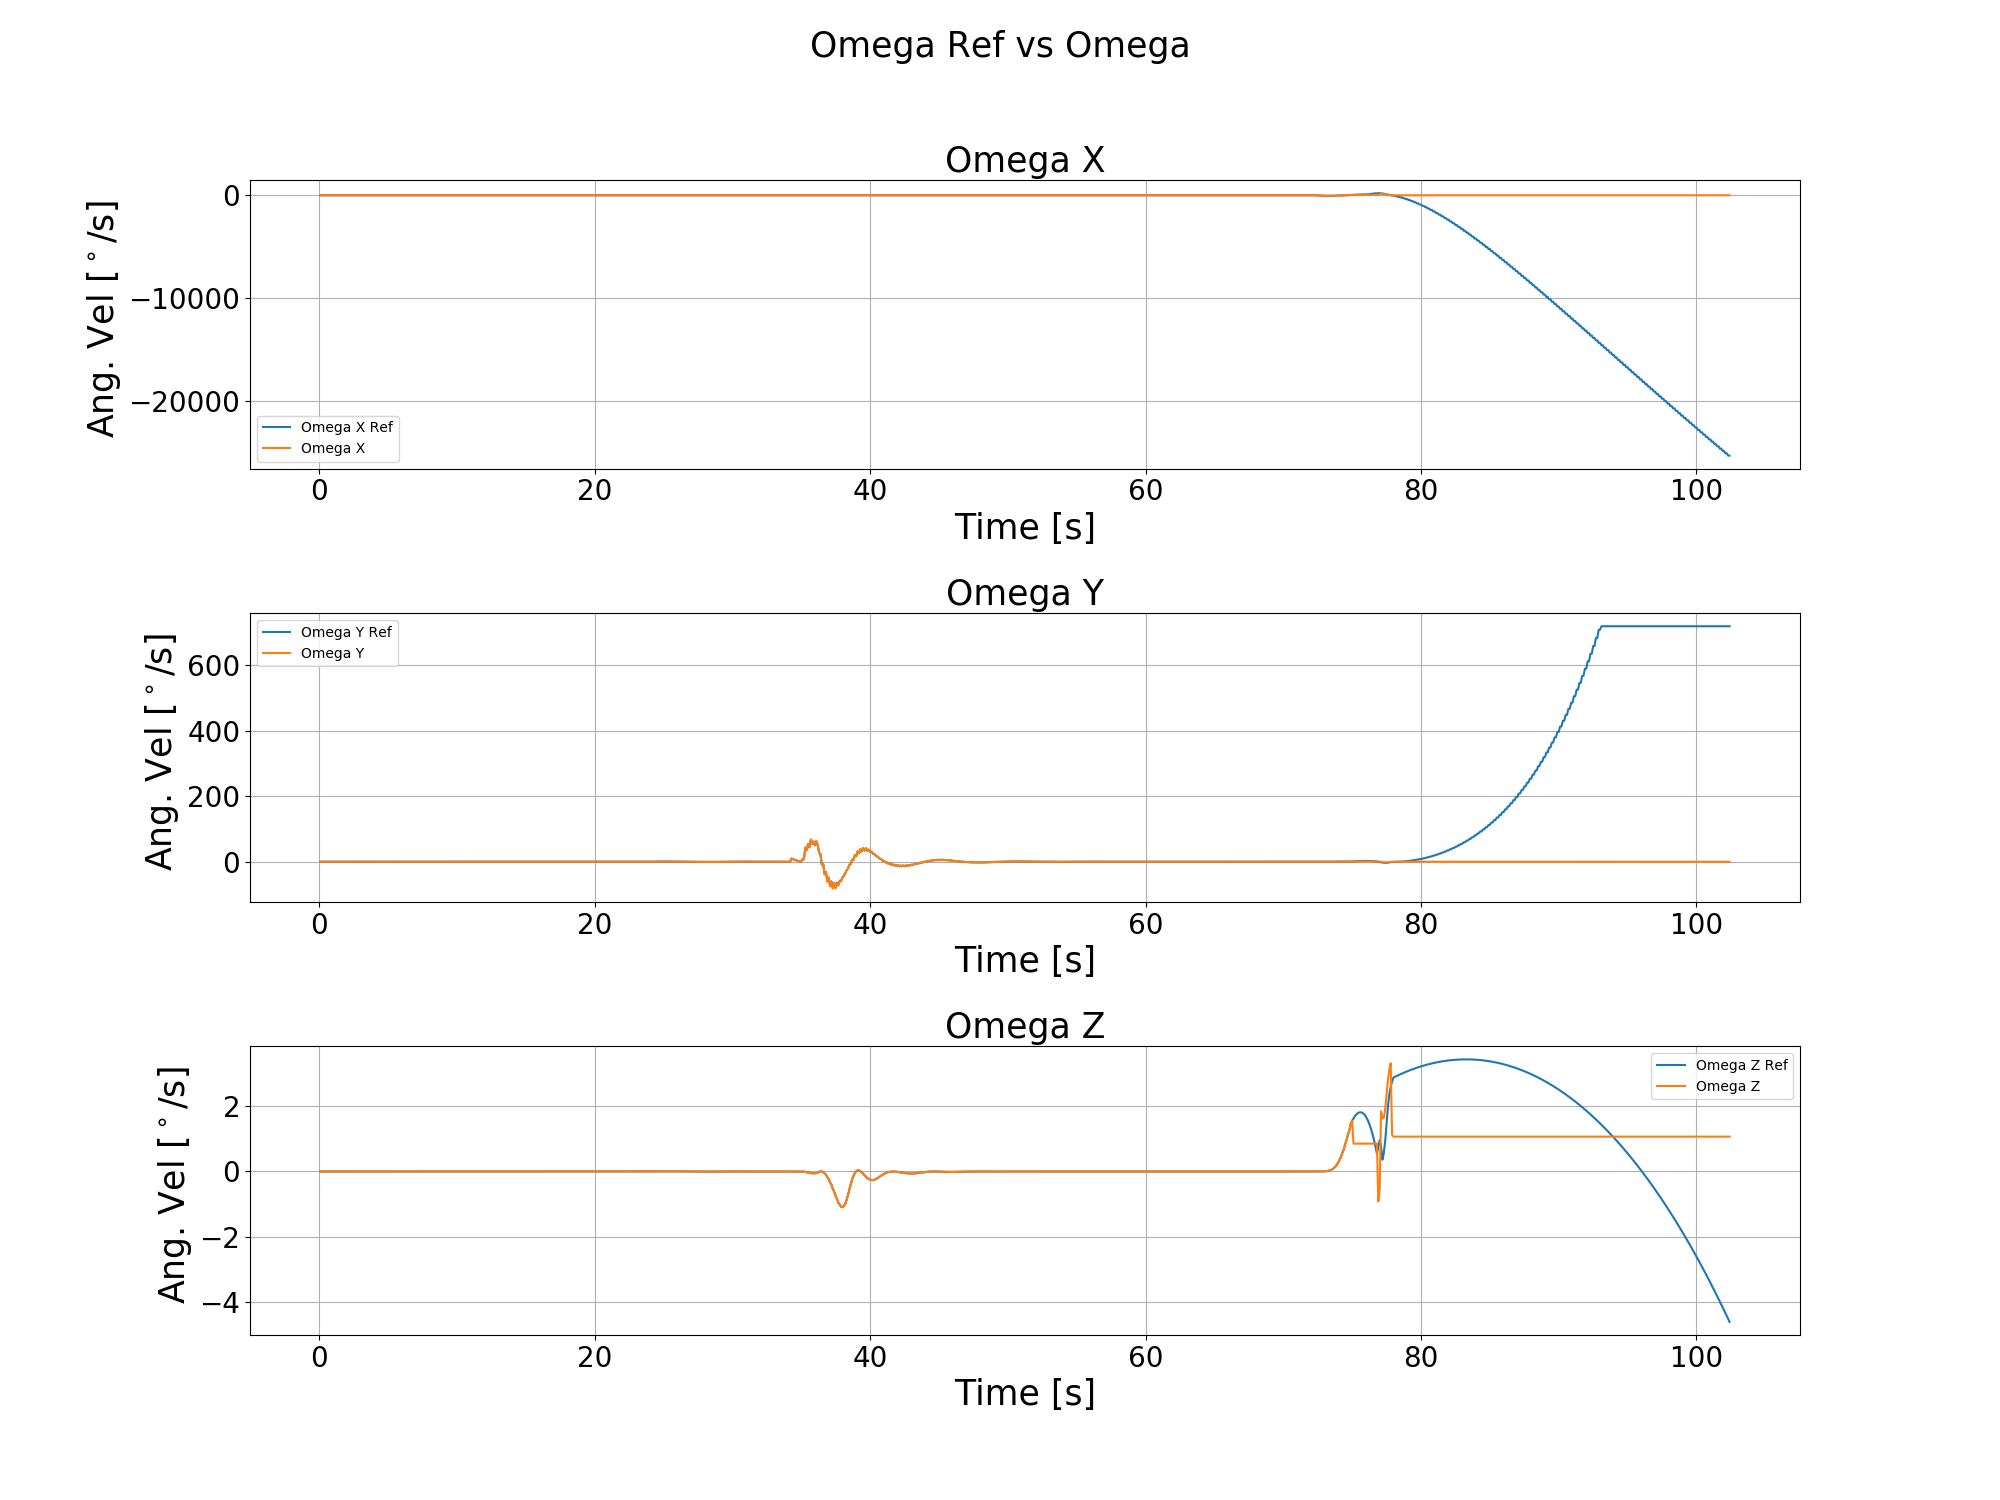 Omega Ref vs Omega
Omega X
Ang. Vel [°/s]
0
−10000
−20000
Omega X Ref
Omega X
0 20 40 60 80 100
Time [s]
Omega Y
Ang. Vel [°/s]
600
400
200
0
Omega Y Ref
Omega Y
0 20 40 60 80 100
Time [s]
Omega Z
Ang. Vel [°/s]
2
0
−2
−4
Omega Z Ref
Omega Z
0 20 40 60 80 100
Time [s]